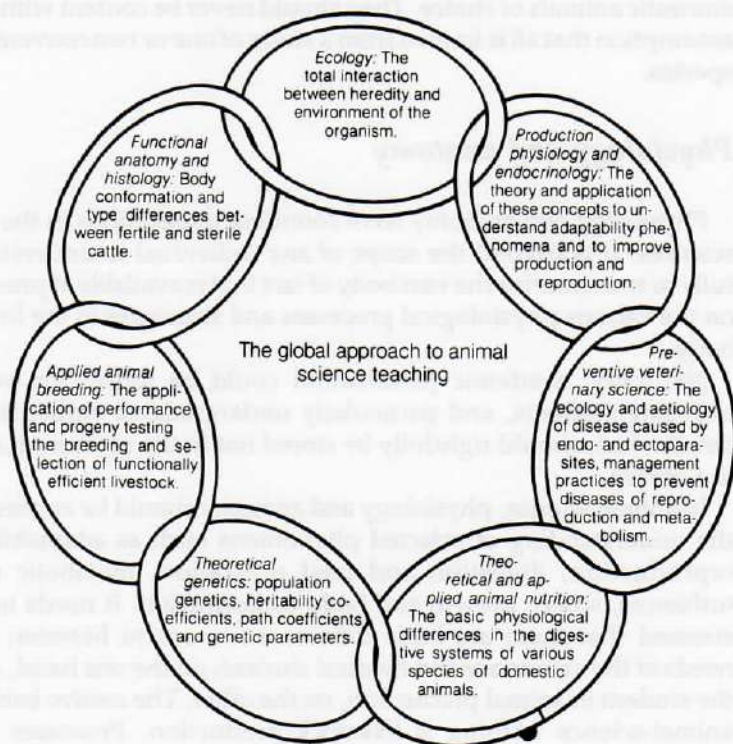 Ecology: The
total interaction
between heredity and
environment of the
organism.
Functional
anatomy and
histology: Body
conformation and
type differences bet-
ween fertile and sterile
cattle
Production
physiology and
endocrinology: The
theory and application
of these concepts to un-
derstand adaptability phe-
nomena and to improve
production and
reproduction.
The global approach to animal
science teaching
Applied animal
breeding: The appli-
cation of performance
and progeny testing
the breeding and se-
lection of functionally
efficient livestock.
Pre-
ventive veteri-
nary science: The
ecology and aetiology
of disease caused by
endo- and ectopara-
sites, management
practices to prevent
diseases of repro-
duction and meta-
bolism.
Theoretical
genetics: population
genetics, heritability co-
efficients, path coefficients
and genetic parameters.
Theo-
retical and ap-
plied animal nutrition:
The basic physiological
differences in the diges-
tive systems of various
species of domestic
animals.